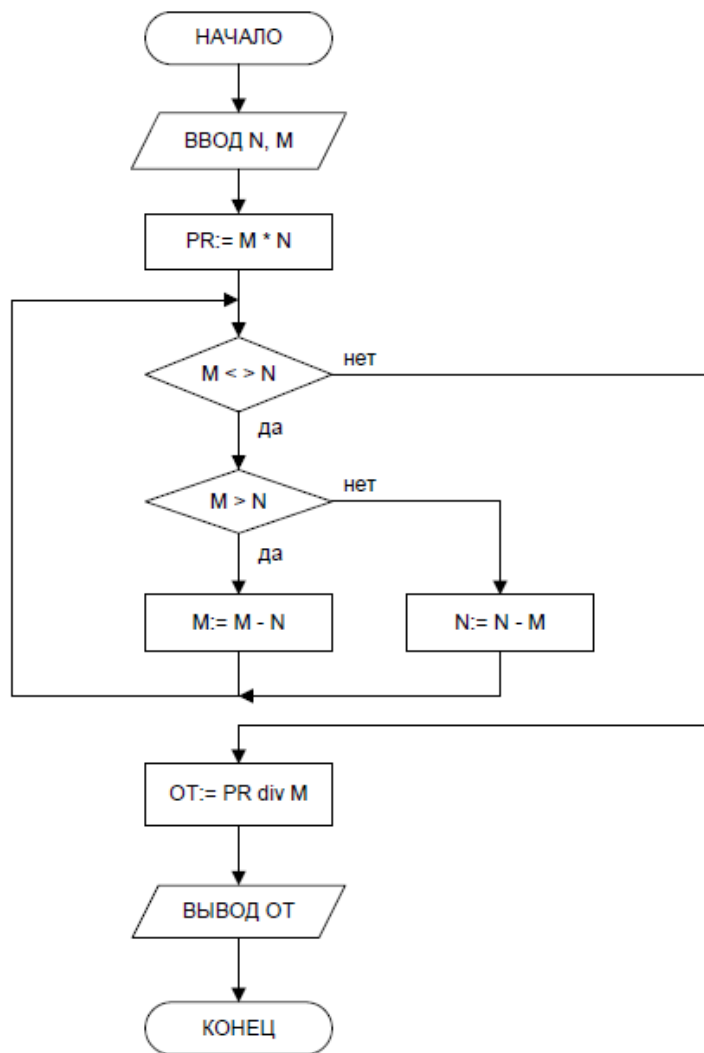 НАЧАЛО
ВВОД N, M
PR:= M * N
M < > N
нет
да
M > N
нет
да
M:= M - N
N:= N - M
OT:= PR div M
ВЫВОД OT
КОНЕЦ